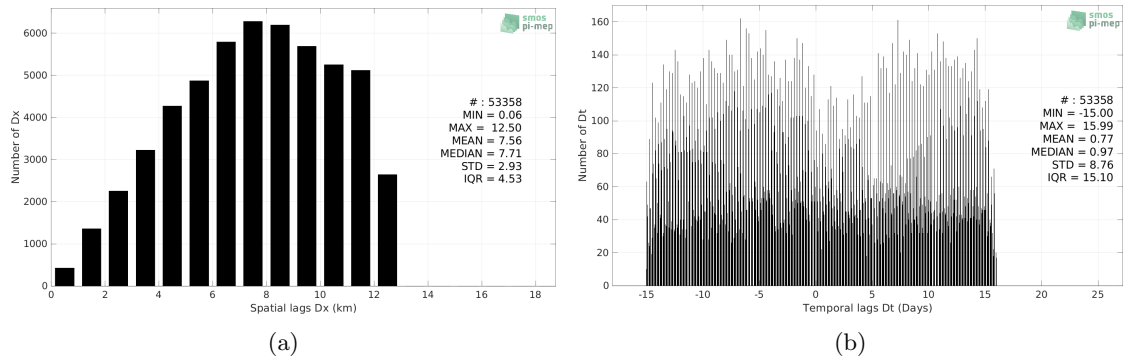 smos
pi-mep
6000
5000
4000
3000
2000
1000
0
Number of Dx
# : 53358
MIN = 0.06
MAX = 12.50
MEAN = 7.56
MEDIAN = 7.71
STD = 2.93
IQR = 4.53
0 2 4 6 8 10 12 14 16 18
Spatial lags Dx (km)
(a)
smos
pi-mep
160
140
120
100
80
60
40
20
0
Number of Dt
# : 53358
MIN = -15.00
MAX = 15.99
MEAN = 0.77
MEDIAN = 0.97
STD = 8.76
IQR = 15.10
-15 -10 -5 0 5 10 15 20 25
Temporal lags Dt (Days)
(b)